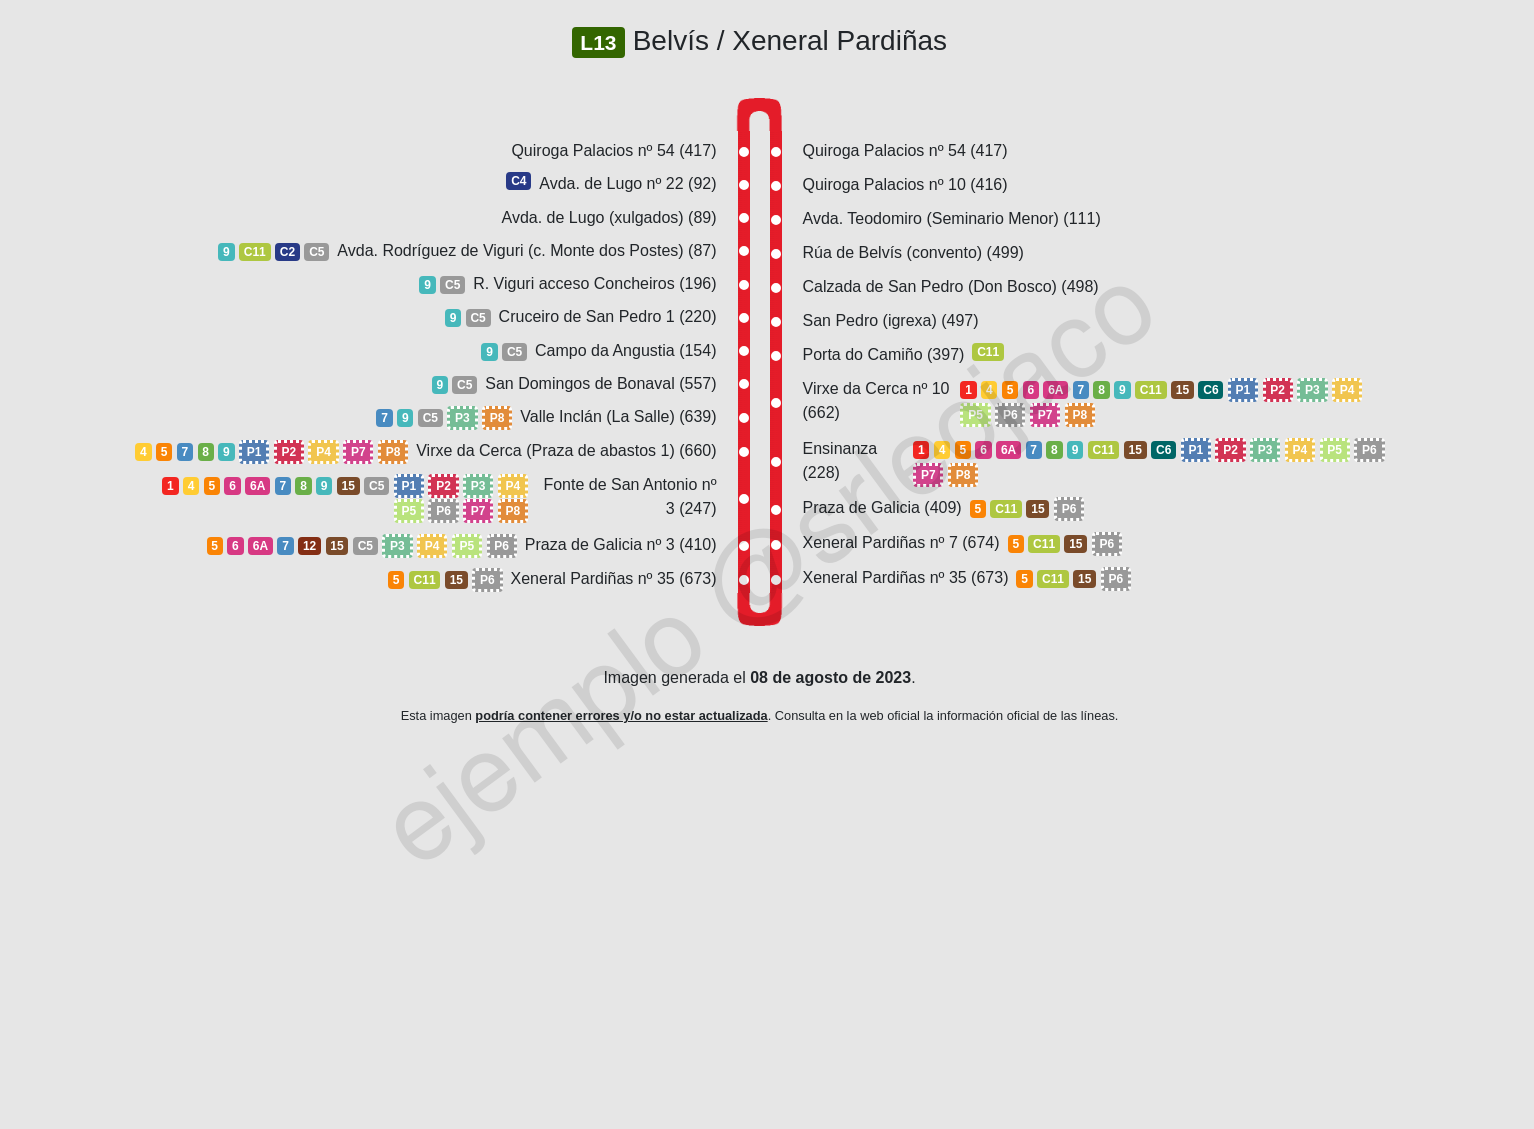 L13 Belvís / Xeneral Pardiñas
Quiroga Palacios nº 54 (417)
C4 Avda. de Lugo nº 22 (92)
Avda. de Lugo (xulgados) (89)
9 C11 C2 C5 Avda. Rodríguez de Viguri (c. Monte dos Postes) (87)
9 C5 R. Viguri acceso Concheiros (196)
9 C5 Cruceiro de San Pedro 1 (220)
9 C5 Campo da Angustia (154)
9 C5 San Domingos de Bonaval (557)
7 9 C5 P3 P8 Valle Inclán (La Salle) (639)
4 5 7 8 9 P1 P2 P4 P7 P8 Virxe da Cerca (Praza de abastos 1) (660)
1 4 5 6 6A 7 8 9 15 C5 P1 P2 P3 P4 Fonte de San Antonio nº
P5 P6 P7 P8 3 (247)
5 6 6A 7 12 15 C5 P3 P4 P5 P6 Praza de Galicia nº 3 (410)
5 C11 15 P6 Xeneral Pardiñas nº 35 (673)
Quiroga Palacios nº 54 (417)
Quiroga Palacios nº 10 (416)
Avda. Teodomiro (Seminario Menor) (111)
Rúa de Belvís (convento) (499)
Calzada de San Pedro (Don Bosco) (498)
San Pedro (igrexa) (497)
Porta do Camiño (397) C11
Virxe da Cerca nº 10 1 4 5 6 6A 7 8 9 C11 15 C6 P1 P2 P3 P4
(662) P5 P6 P7 P8
Ensinanza 1 4 5 6 6A 7 8 9 C11 15 C6 P1 P2 P3 P4 P5 P6
(228) P7 P8
Praza de Galicia (409) 5 C11 15 P6
Xeneral Pardiñas nº 7 (674) 5 C11 15 P6
Xeneral Pardiñas nº 35 (673) 5 C11 15 P6
Imagen generada el 08 de agosto de 2023.
Esta imagen podría contener errores y/o no estar actualizada. Consulta en la web oficial la información oficial de las líneas.